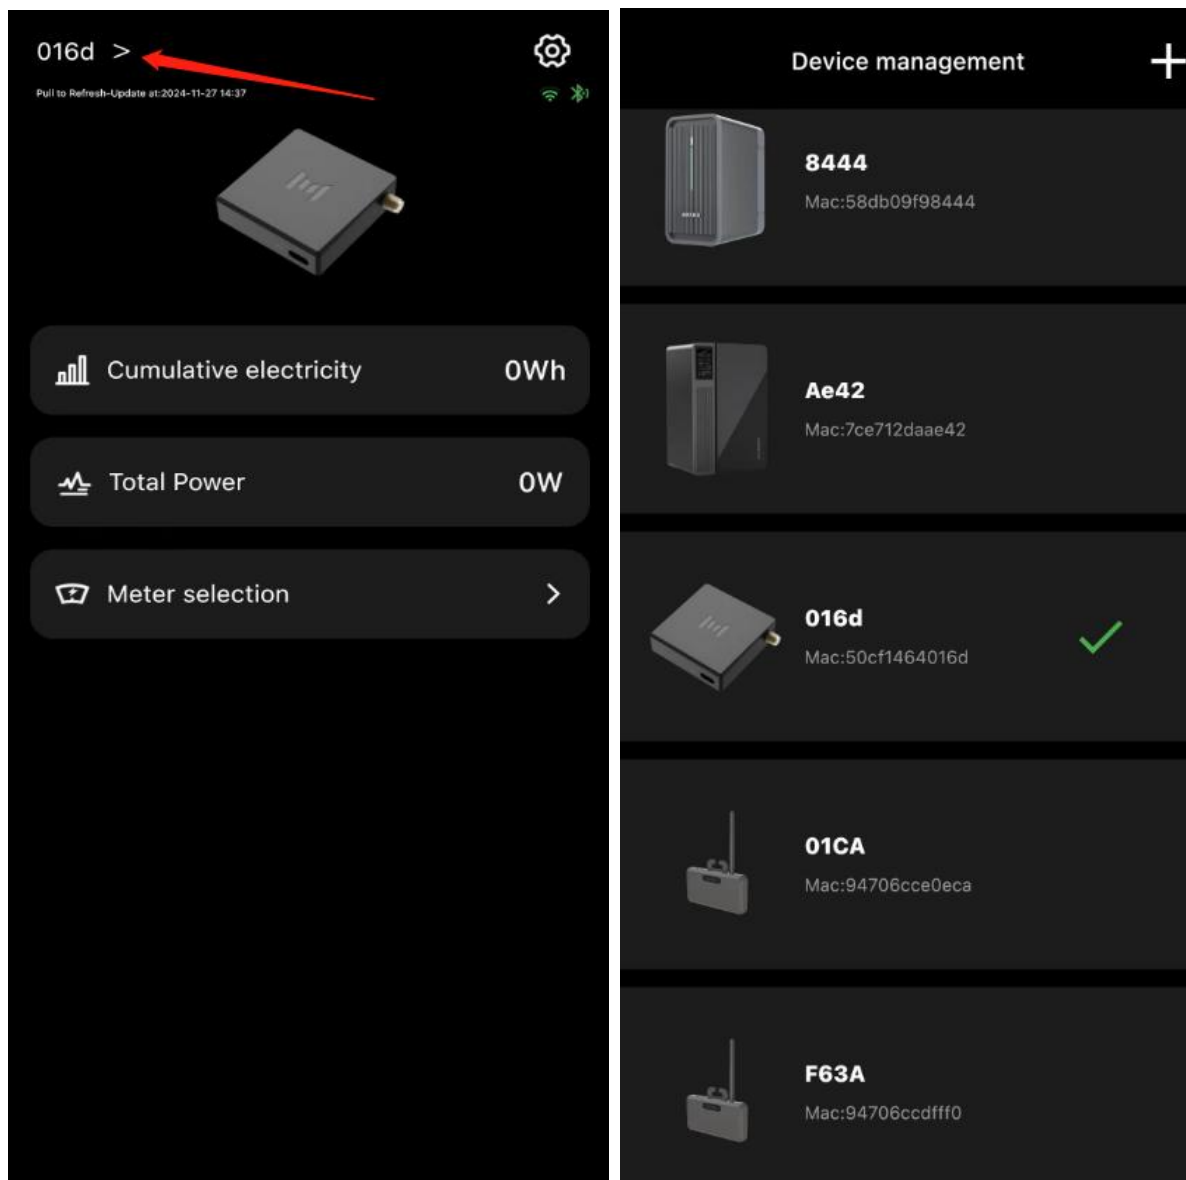 016d >
Pull to Refresh-Update at:2024-11-27 14:37
Cumulative electricity 0Wh
Total Power 0W
Meter selection >
Device management +
8444
Mac:58db09f98444
Ae42
Mac:7ce712daae42
016d
Mac:50cf1464016d
01CA
Mac:94706cce0eca
F63A
Mac:94706ccdfff0